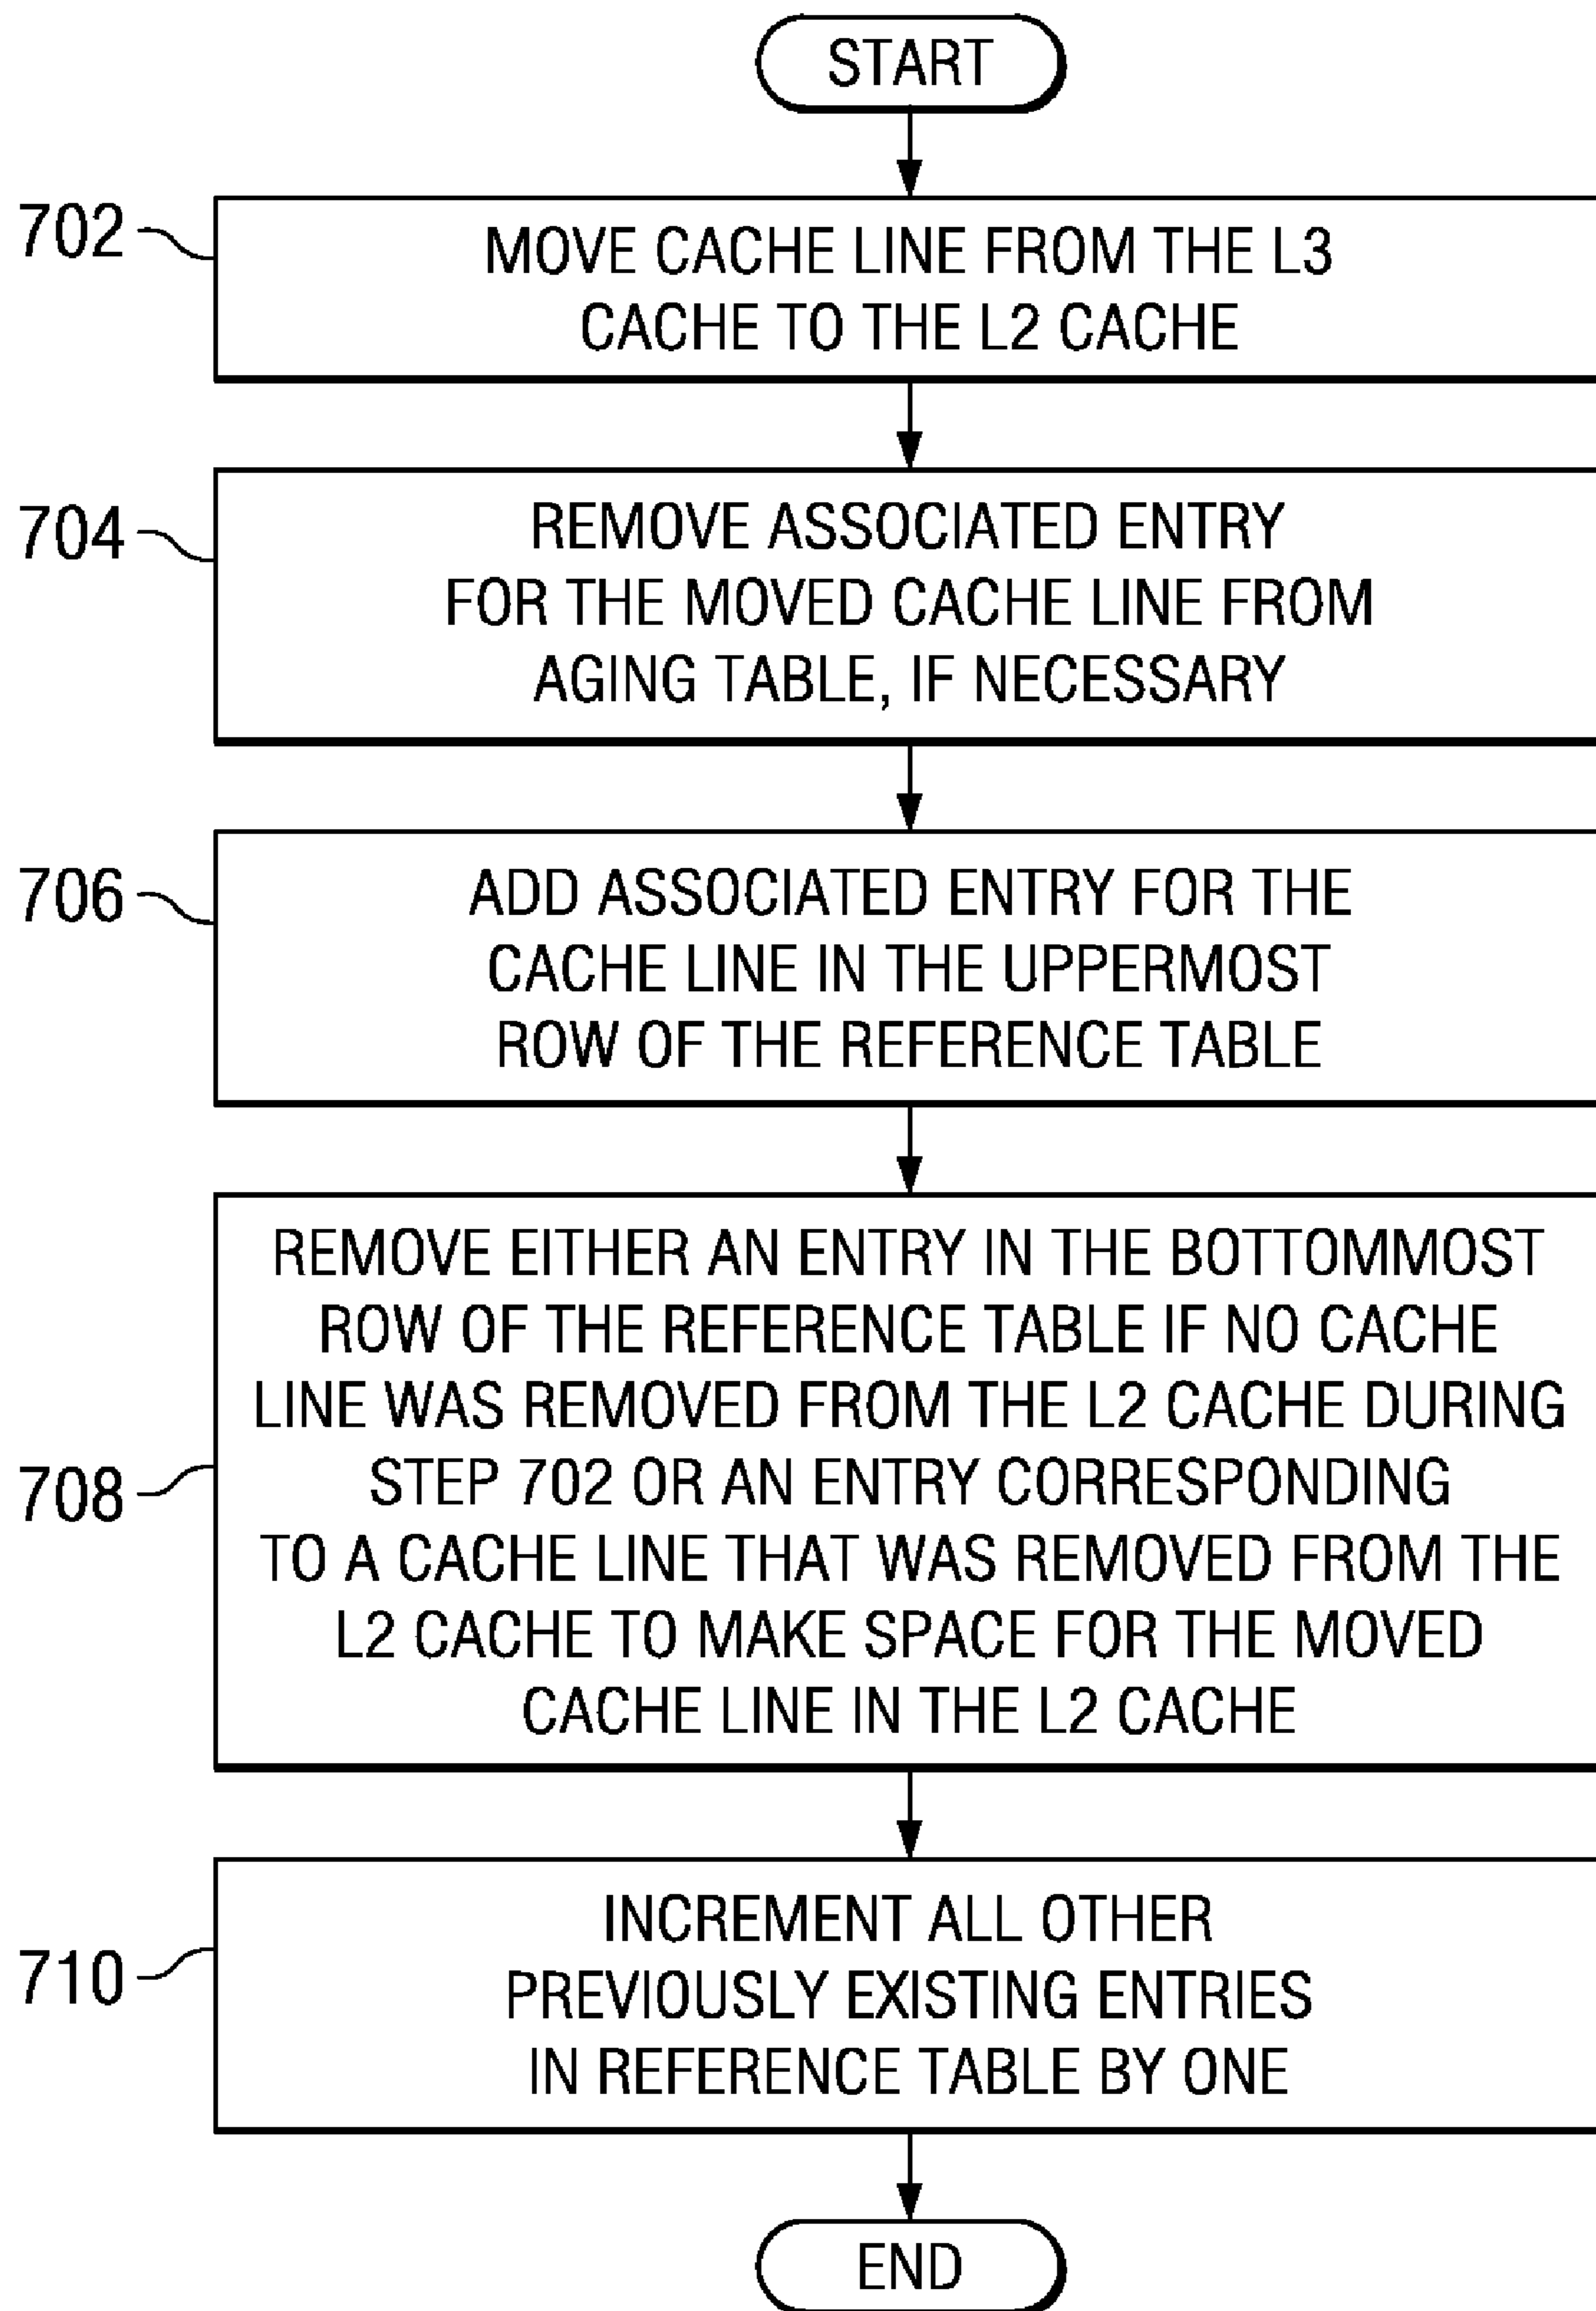 START
702
MOVE CACHE LINE FROM THE L3
CACHE TO THE L2 CACHE
704
REMOVE ASSOCIATED ENTRY
FOR THE MOVED CACHE LINE FROM
AGING TABLE, IF NECESSARY
706
ADD ASSOCIATED ENTRY FOR THE
CACHE LINE IN THE UPPERMOST
ROW OF THE REFERENCE TABLE
708
REMOVE EITHER AN ENTRY IN THE BOTTOMMOST
ROW OF THE REFERENCE TABLE IF NO CACHE
LINE WAS REMOVED FROM THE L2 CACHE DURING
STEP 702 OR AN ENTRY CORRESPONDING
TO A CACHE LINE THAT WAS REMOVED FROM THE
L2 CACHE TO MAKE SPACE FOR THE MOVED
CACHE LINE IN THE L2 CACHE
710
INCREMENT ALL OTHER
PREVIOUSLY EXISTING ENTRIES
IN REFERENCE TABLE BY ONE
END